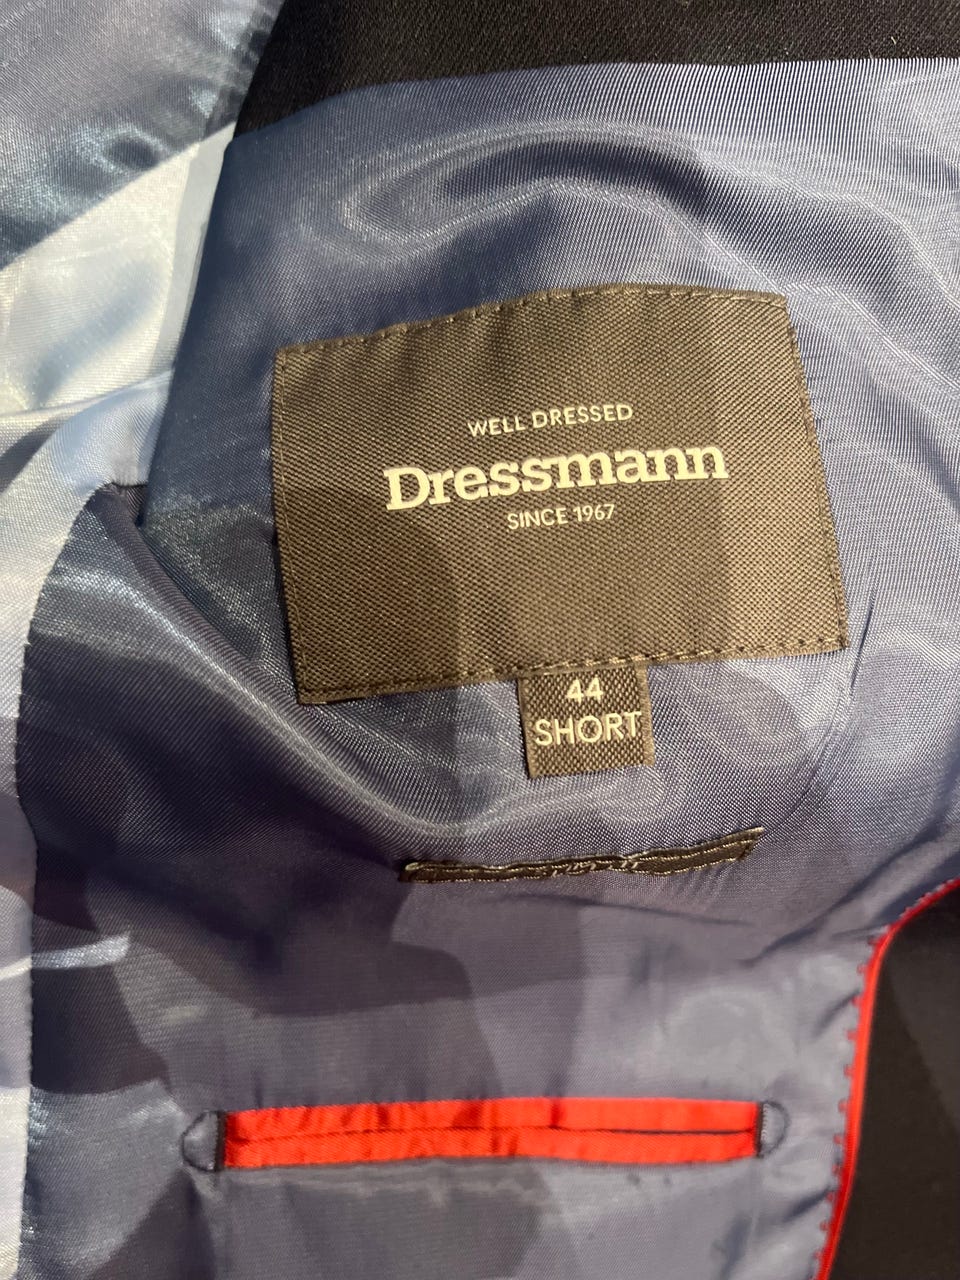 WELL DRESSED
Dressmann
SINCE 1967
44
SHORT